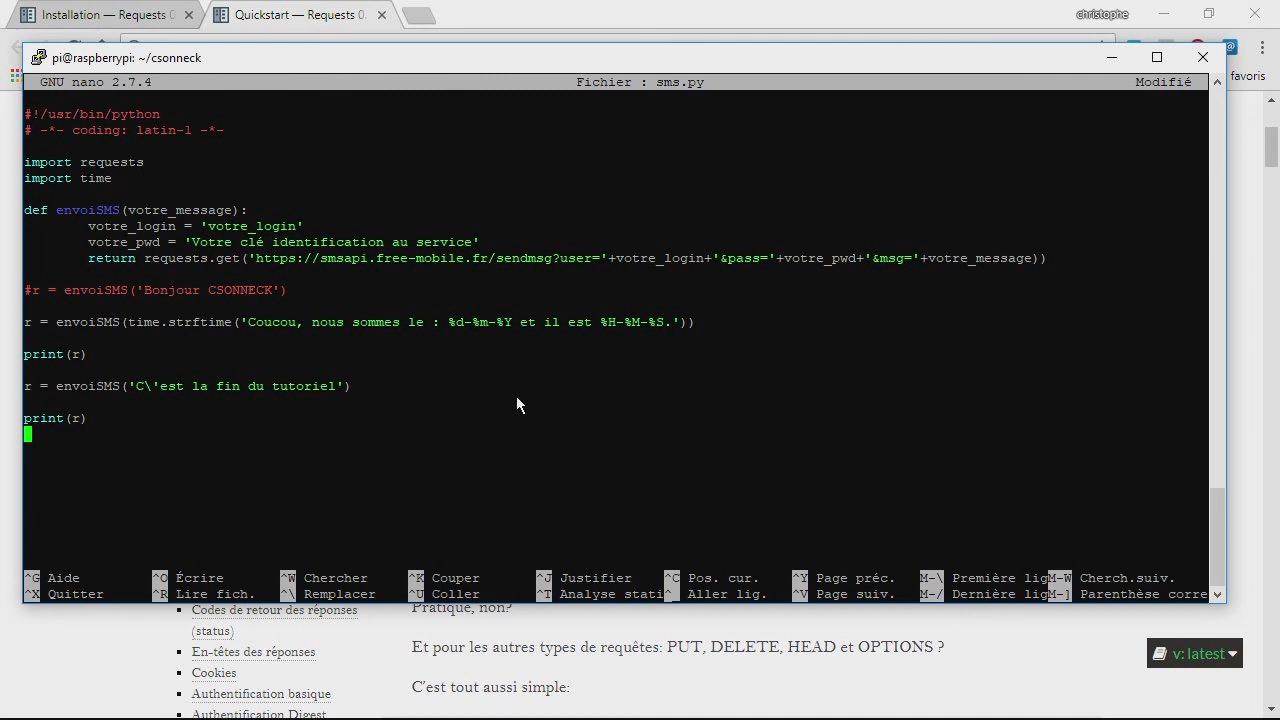 Installation — Requests 0
Quickstart — Requests 0.
christophe
pi@raspberrypi: ~/csonneck
favoris
GNU nano 2.7.4 Fichier : sms.py Modifié
#!/usr/bin/python
# -*- coding: latin-1 -*-
import requests
import time
def envoiSMS(votre_message):
votre_login = 'votre_login'
votre_pwd = 'Votre clé identification au service'
return requests.get('https://smsapi.free-mobile.fr/sendmsg?user='+votre_login+'&pass='+votre_pwd+'&msg='+votre_message))
#r = envoiSMS('Bonjour CSONNECK')
r = envoiSMS(time.strftime('Coucou, nous sommes le : %d-%m-%Y et il est %H-%M-%S.'))
print(r)
r = envoiSMS('C\'est la fin du tutoriel')
print(r)
^G Aide ^O Écrire ^W Chercher ^K Couper ^J Justifier ^C Pos. cur. ^Y Page préc. M-\ Première lig M-W Cherch.suiv.
^X Quitter ^R Lire fich. ^\ Remplacer ^U Coller ^T Analyse stati ^ Aller lig. ^V Page suiv. M-/ Dernière lig M-] Parenthèse corre
Codes de retour des réponses
(status)
En-têtes des réponses
Cookies
Authentification basique
Authentification Digest
Pratique, non?
Et pour les autres types de requêtes: PUT, DELETE, HEAD et OPTIONS ?
C'est tout aussi simple:
v: latest